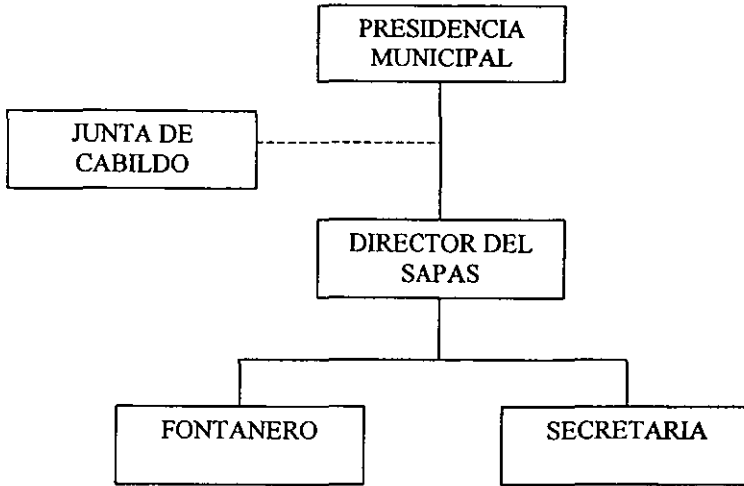 PRESIDENCIA
MUNICIPAL
JUNTA DE
CABILDO
DIRECTOR DEL
SAPAS
FONTANERO
SECRETARIA